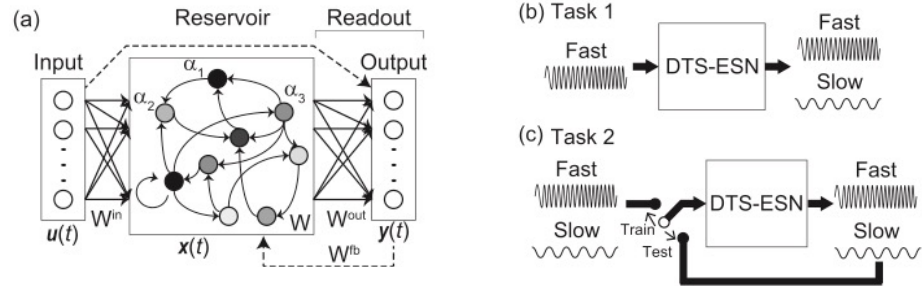 (a)
Reservoir
Readout
Input
Output
α₁
α₂
α₃
Wⁱⁿ
W
Wᵒᵘᵗ
u(t)
x(t)
y(t)
Wᶠᵇ
(b) Task 1
Fast
DTS-ESN
Fast
Slow
(c) Task 2
Fast
Slow
Train
Test
DTS-ESN
Fast
Slow